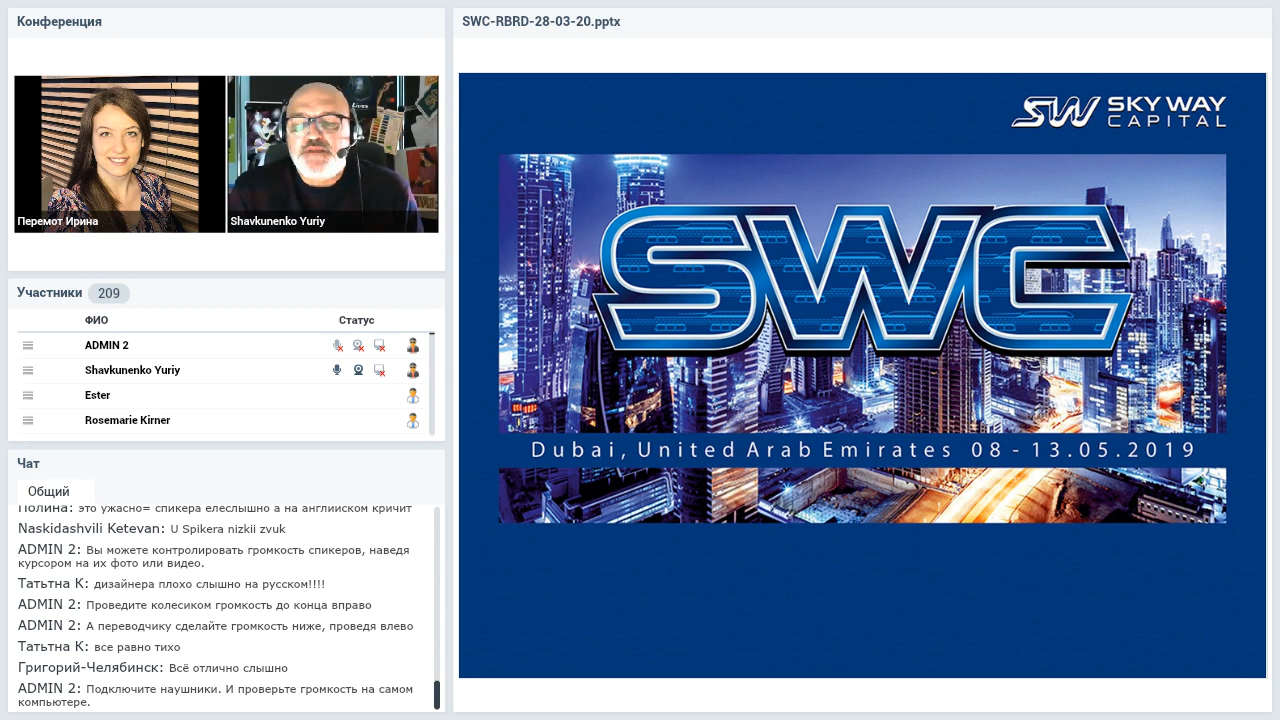 Конференция
Перемот Ирина
Shavkunenko Yuriy
Участники 209
ФИО Статус
ADMIN 2
Shavkunenko Yuriy
Ester
Rosemarie Kirner
Чат
Общий
Полина: это ужасно= спикера елеслышно а на английском кричит
Naskidashvili Ketevan: U Spikera nizkii zvuk
ADMIN 2: Вы можете контролировать громкость спикеров, наведя
курсором на их фото или видео.
Татьтна К: дизайнера плохо слышно на русском!!!!
ADMIN 2: Проведите колесиком громкость до конца вправо
ADMIN 2: А переводчику сделайте громкость ниже, проведя влево
Татьтна К: все равно тихо
Григорий-Челябинск: Всё отлично слышно
ADMIN 2: Подключите наушники. И проверьте громкость на самом
компьютере.
SWC-RBRD-28-03-20.pptx
SW SKY WAY
CAPITAL
SWC
Dubai, United Arab Emirates 08 - 13.05.2019